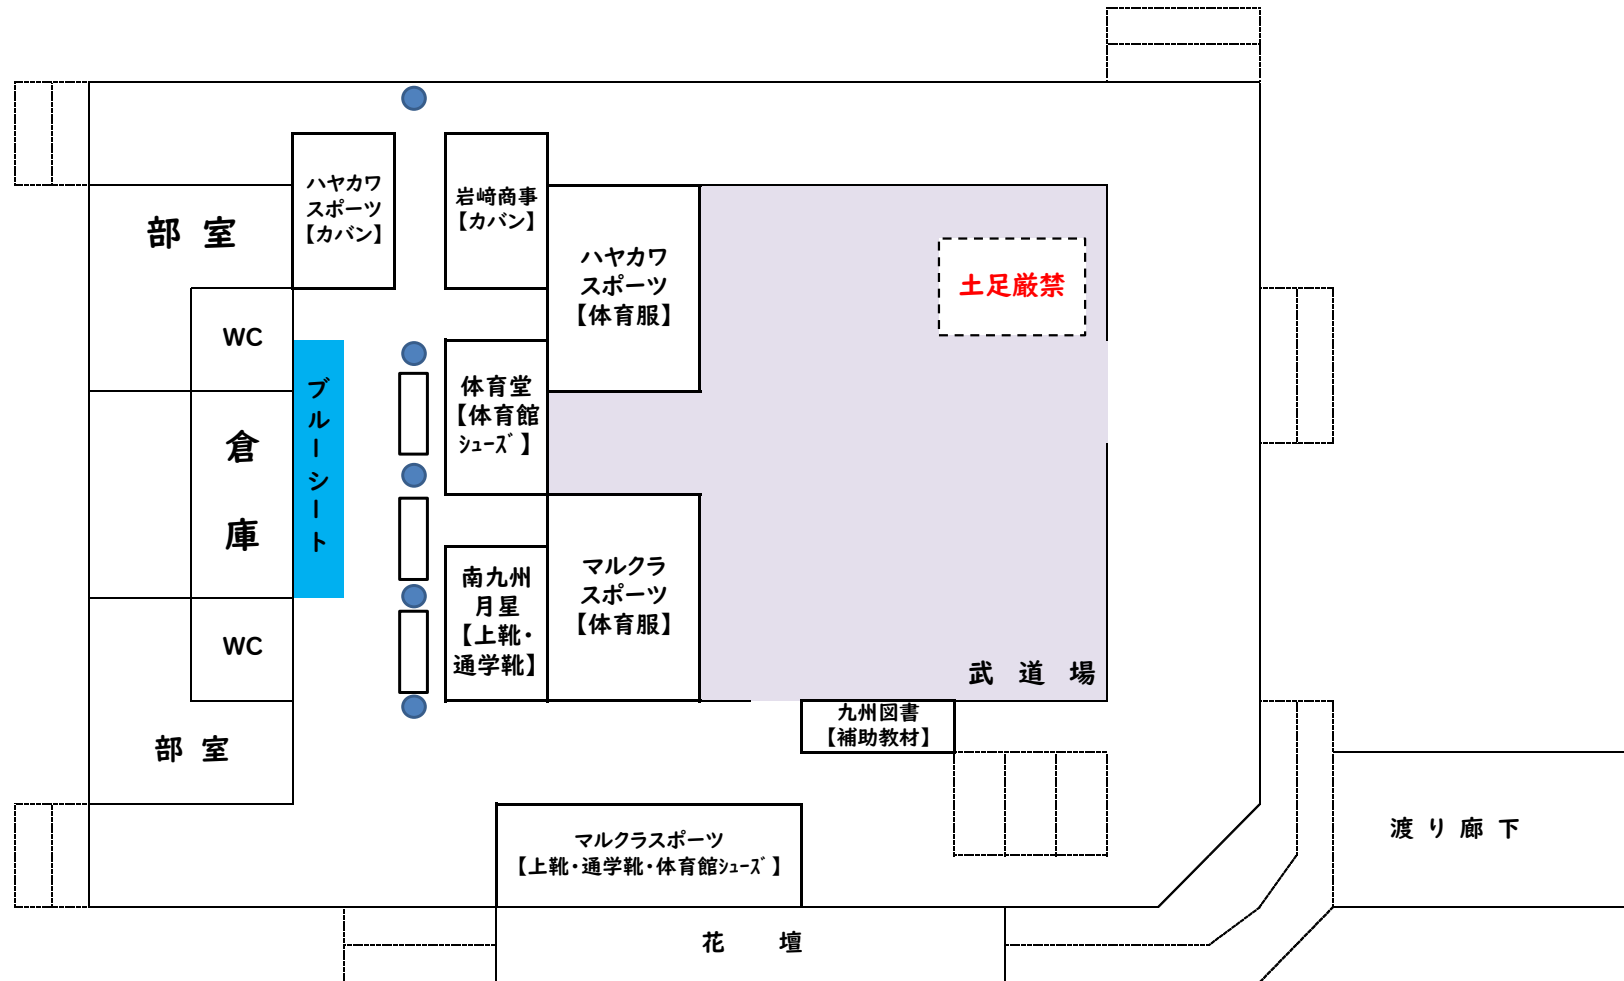 ハヤカワ
スポーツ
【カバン】
岩﨑商事
【カバン】
部 室
ハヤカワ
スポーツ
【体育服】
土足厳禁
WC
ブルーシート
体育堂
【体育館
ｼｭｰｽﾞ】
倉
庫
南九州
月星
【上靴・
通学靴】
マルクラ
スポーツ
【体育服】
WC
武 道 場
九州図書
【補助教材】
部 室
マルクラスポーツ
【上靴・通学靴・体育館ｼｭｰｽﾞ】
渡り廊下
花 壇